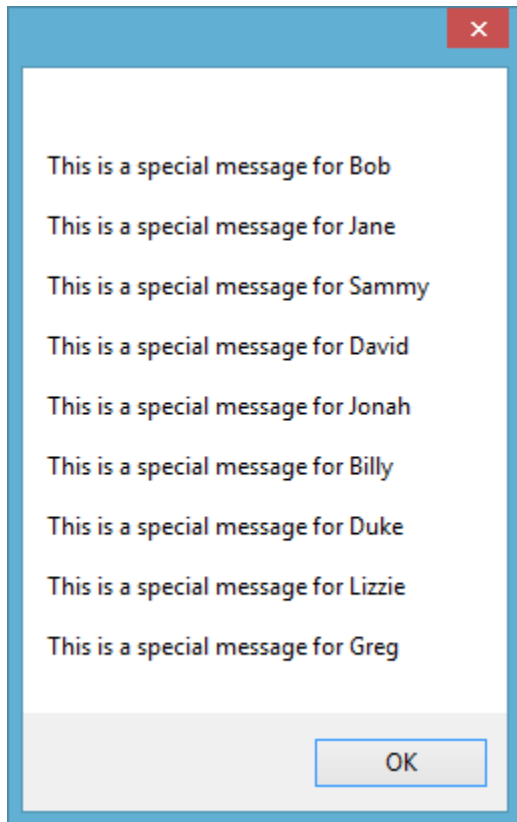 This is a special message for Bob
This is a special message for Jane
This is a special message for Sammy
This is a special message for David
This is a special message for Jonah
This is a special message for Billy
This is a special message for Duke
This is a special message for Lizzie
This is a special message for Greg
OK